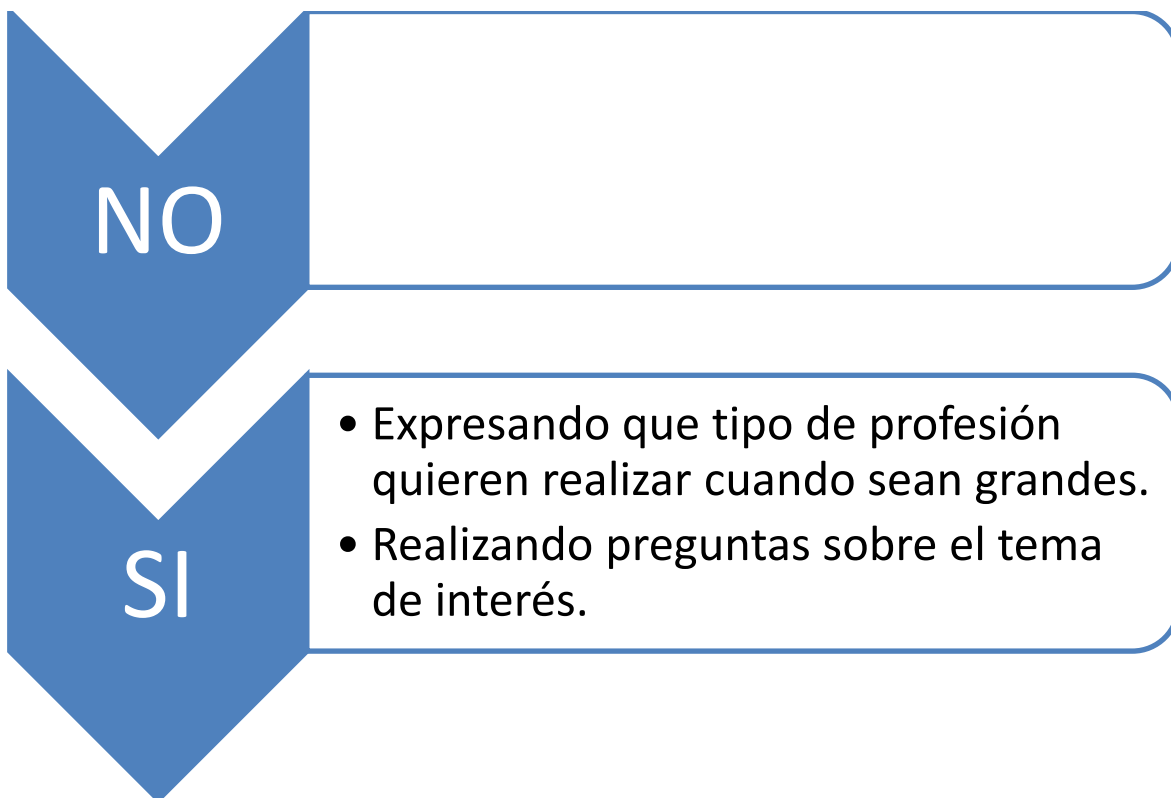 NO
SI
• Expresando que tipo de profesión
quieren realizar cuando sean grandes.
• Realizando preguntas sobre el tema
de interés.